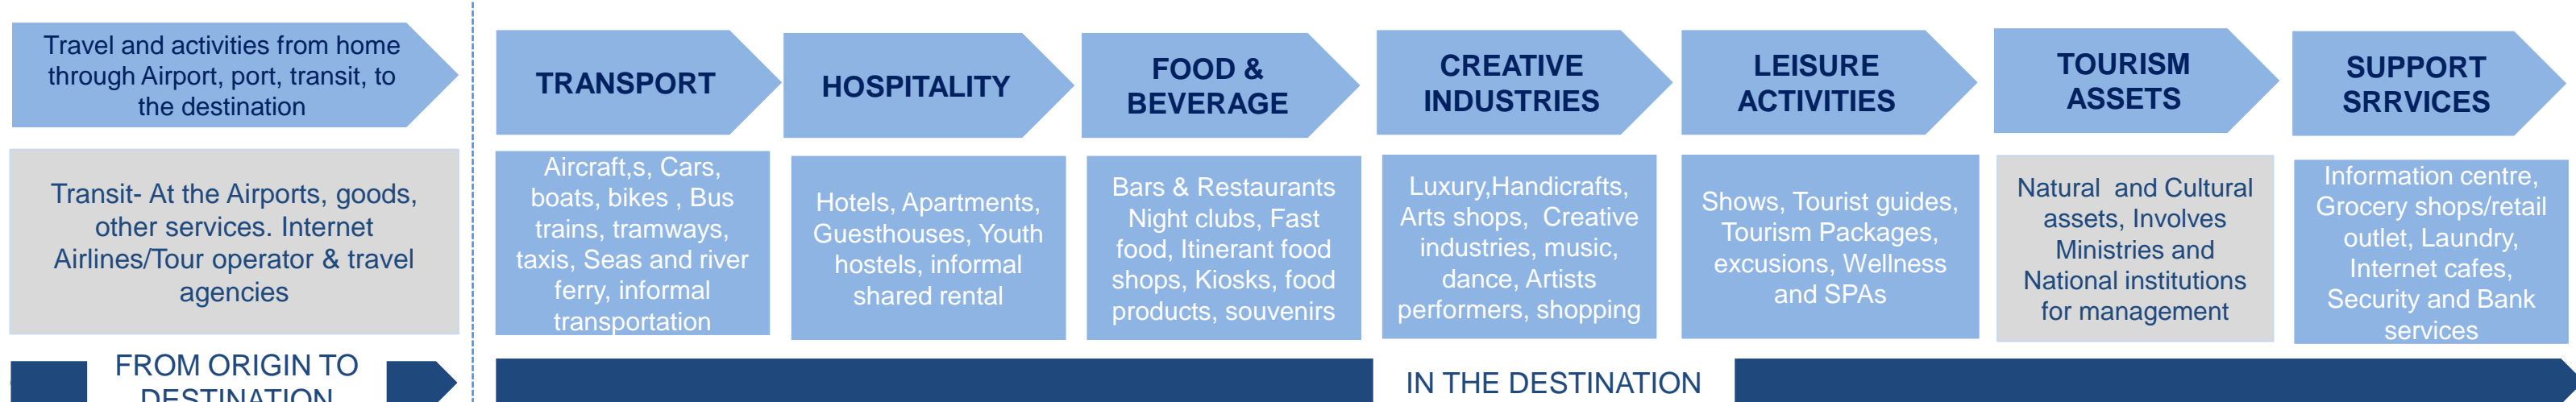 Travel and activities from home
through Airport, port, transit, to
the destination
TRANSPORT
HOSPITALITY
FOOD &
BEVERAGE
CREATIVE
INDUSTRIES
LEISURE
ACTIVITIES
TOURISM
ASSETS
SUPPORT
SRRVICES
Transit- At the Airports, goods,
other services. Internet
Airlines/Tour operator & travel
agencies
Aircraft,s, Cars,
boats, bikes , Bus
trains, tramways,
taxis, Seas and river
ferry, informal
transportation
Hotels, Apartments,
Guesthouses, Youth
hostels, informal
shared rental
Bars & Restaurants
Night clubs, Fast
food, Itinerant food
shops, Kiosks, food
products, souvenirs
Luxury,Handicrafts,
Arts shops, Creative
industries, music,
dance, Artists
performers, shopping
Shows, Tourist guides,
Tourism Packages,
excusions, Wellness
and SPAs
Natural and Cultural
assets, Involves
Ministries and
National institutions
for management
Information centre,
Grocery shops/retail
outlet, Laundry,
Internet cafes,
Security and Bank
services
FROM ORIGIN TO
DESTINATION
IN THE DESTINATION